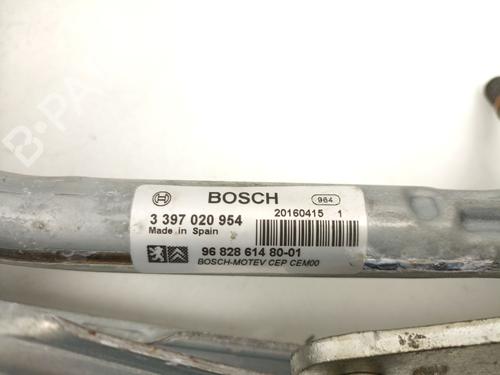 BOSCH
964
3 397 020 954
Made in Spain
20160415 1
96 828 614 80-01
BOSCH-MOTEV CEP CEM00